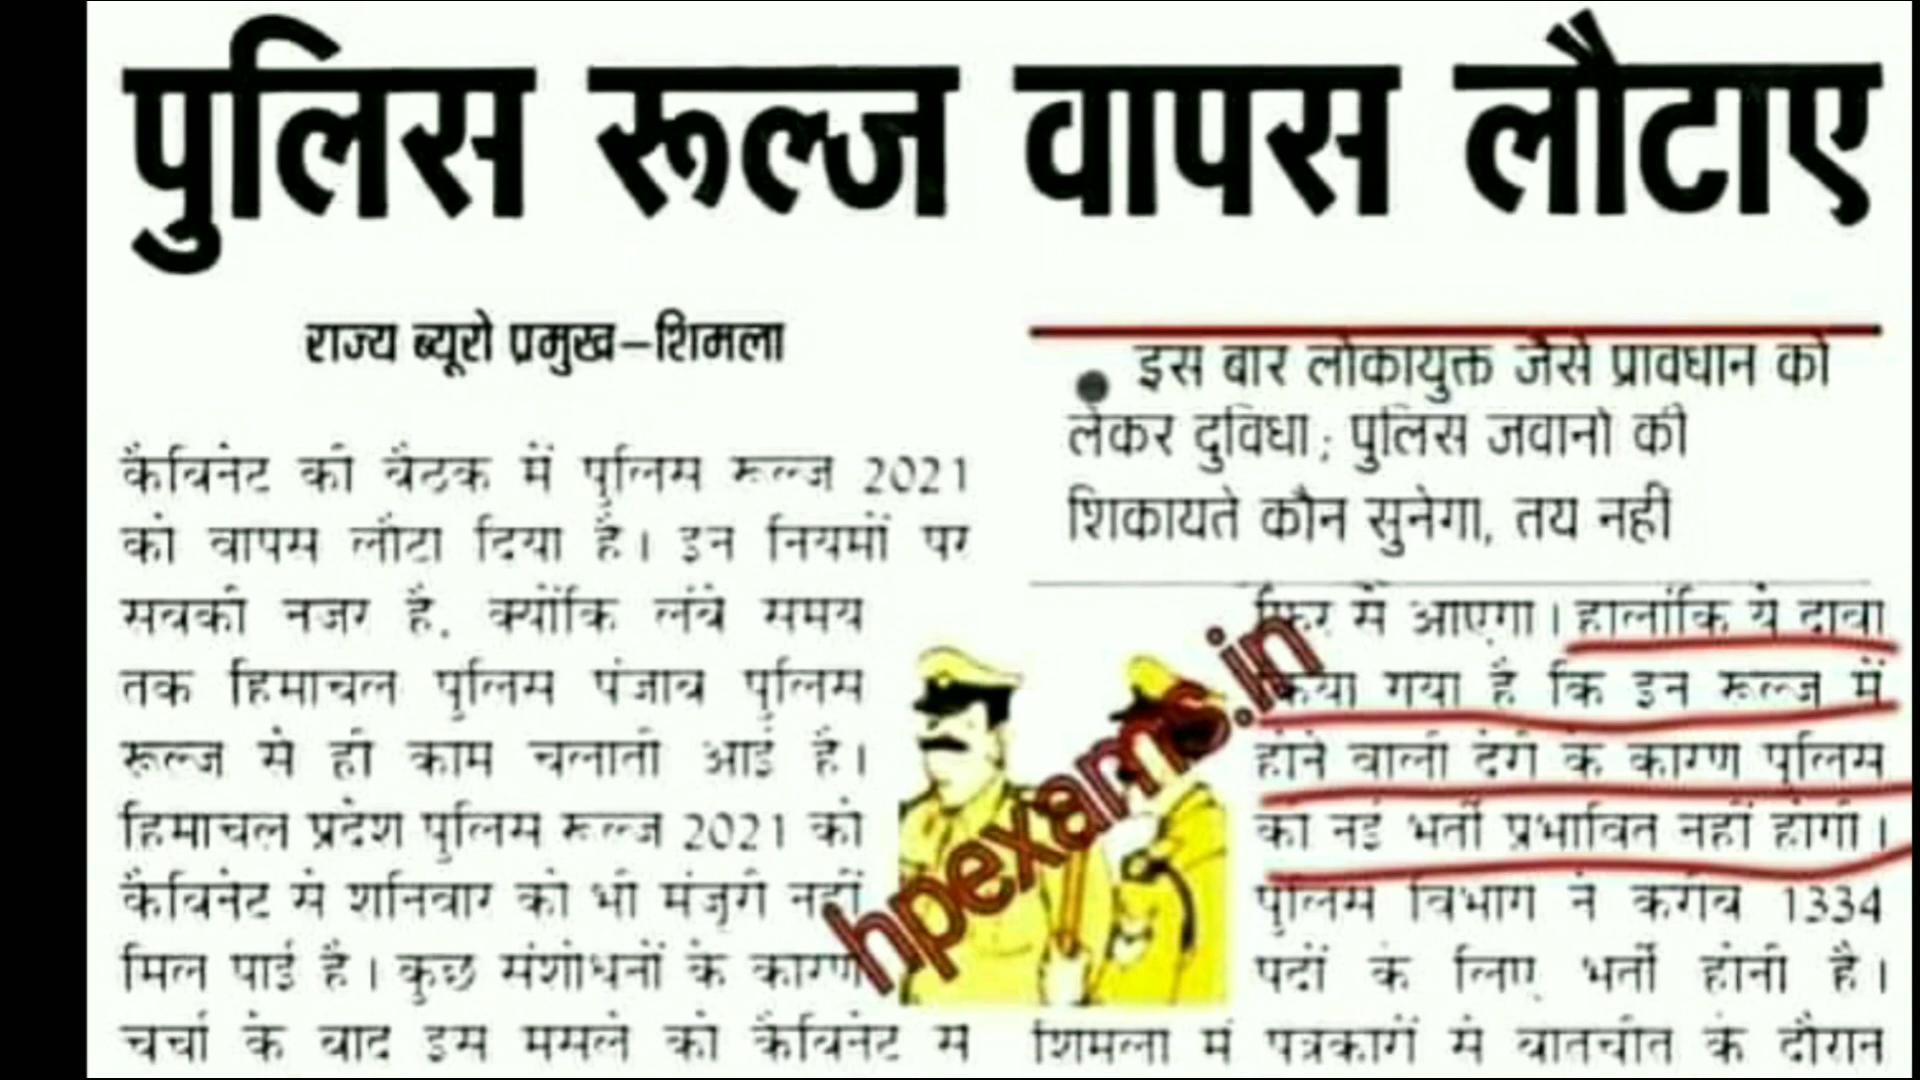 पुलिस रूल्ज वापस लौटाए
राज्य ब्यूरो प्रमुख–शिमला
कैबिनेट की बैठक में पुलिस रूल्ज 2021
को वापस लौटा दिया है। इन नियमों पर
सबकी नजर है, क्योंकि लंबे समय
तक हिमाचल पुलिस पंजाब पुलिस
रूल्ज से ही काम चलाती आई है।
हिमाचल प्रदेश पुलिस रूल्ज 2021 को
कैबिनेट से शनिवार को भी मंजूरी नहीं
मिल पाई है। कुछ संशोधनों के कारण
चर्चा के बाद इस मसले को कैबिनेट से
• इस बार लोकायुक्त जैसे प्रावधान को
लेकर दुविधा; पुलिस जवानों की
शिकायतें कौन सुनेगा, तय नहीं
फिर से आएगा। हालांकि ये दावा
किया गया है कि इन रूल्ज में
होने वाली देरी के कारण पुलिस
की नई भर्ती प्रभावित नहीं होगी।
पुलिस विभाग ने करीब 1334
पदों के लिए भर्ती होनी है।
शिमला में पत्रकारों से बातचीत के दौरान
hpexams.in